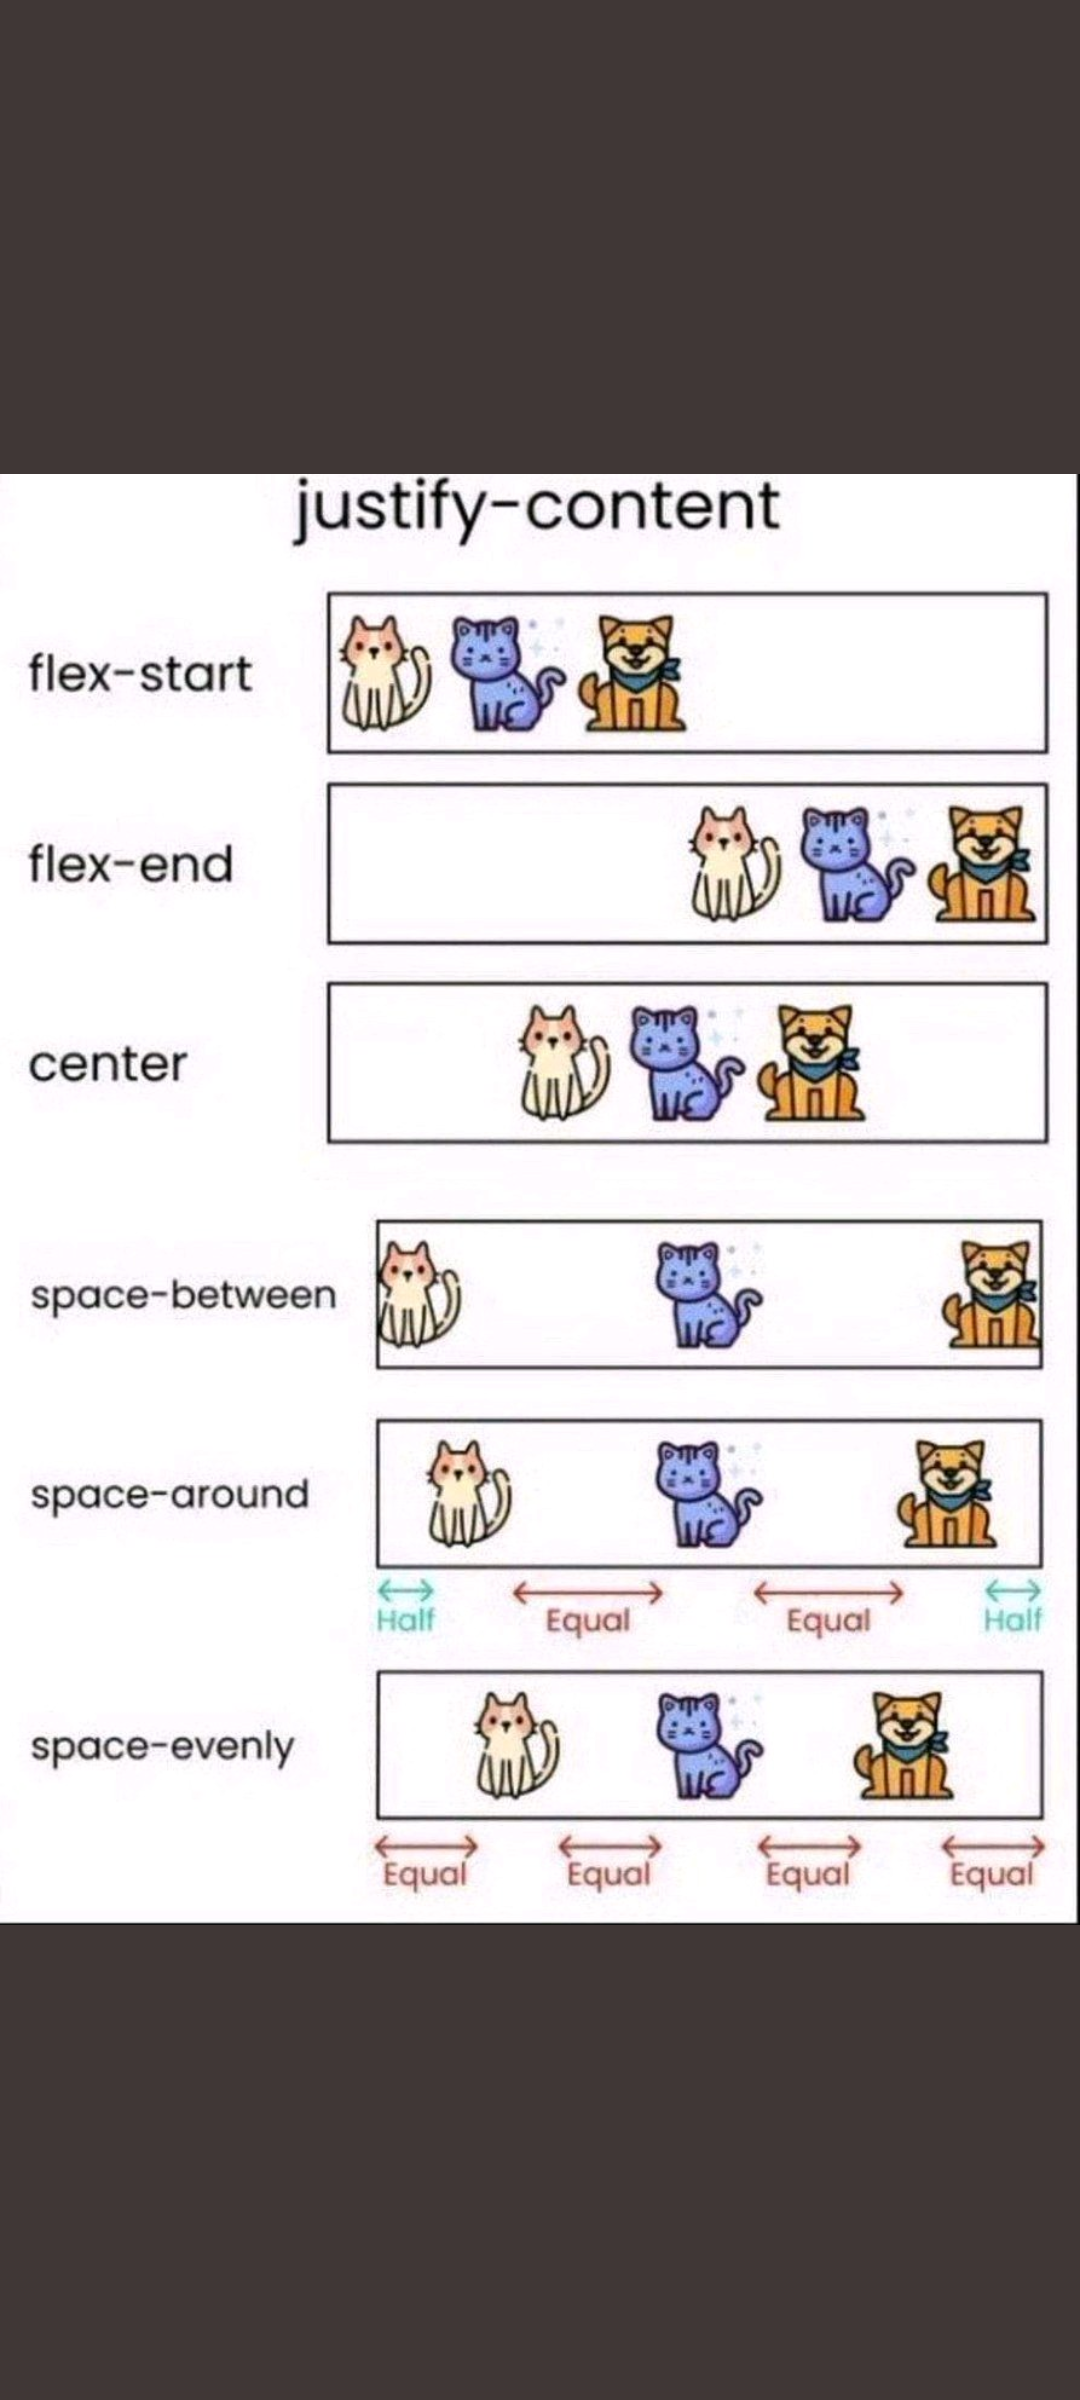 justify-content
flex-start
flex-end
center
space-between
space-around
Half Equal Equal Half
space-evenly
Equal Equal Equal Equal